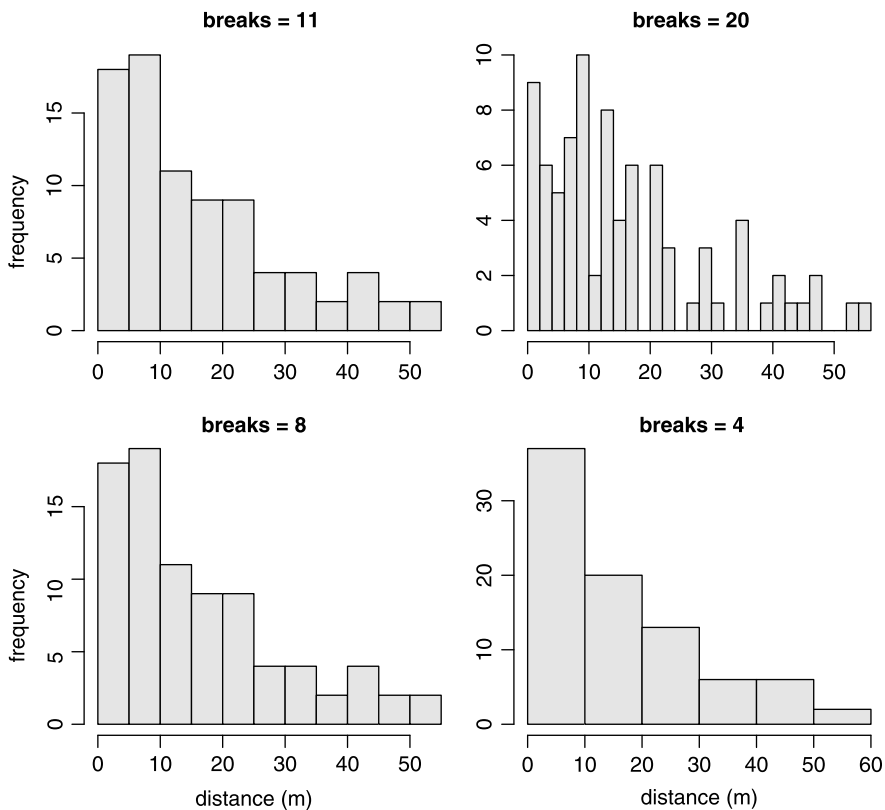 breaks = 11
frequency
0 5 10 15
0 10 20 30 40 50
breaks = 20
0 2 4 6 8 10
0 10 20 30 40 50
breaks = 8
frequency
0 5 10 15
0 10 20 30 40 50
distance (m)
breaks = 4
0 10 20 30
0 10 20 30 40 50 60
distance (m)